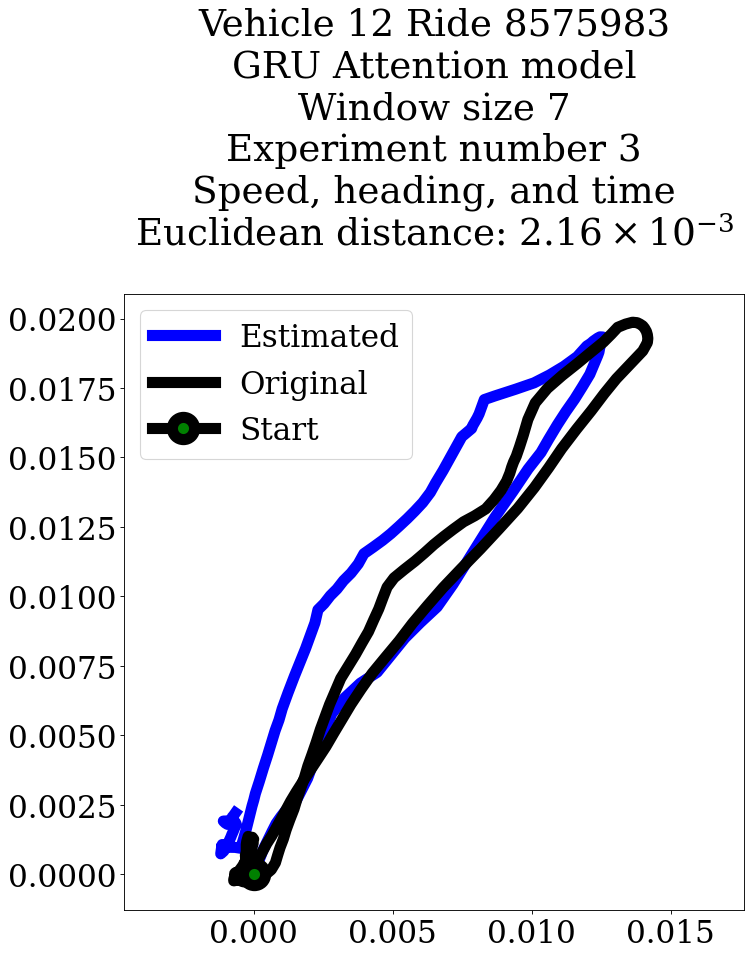 Vehicle 12 Ride 8575983
GRU Attention model
Window size 7
Experiment number 3
Speed, heading, and time
Euclidean distance: 2.16 × 10⁻³
Estimated
Original
Start
0.0200
0.0175
0.0150
0.0125
0.0100
0.0075
0.0050
0.0025
0.0000
0.000 0.005 0.010 0.015